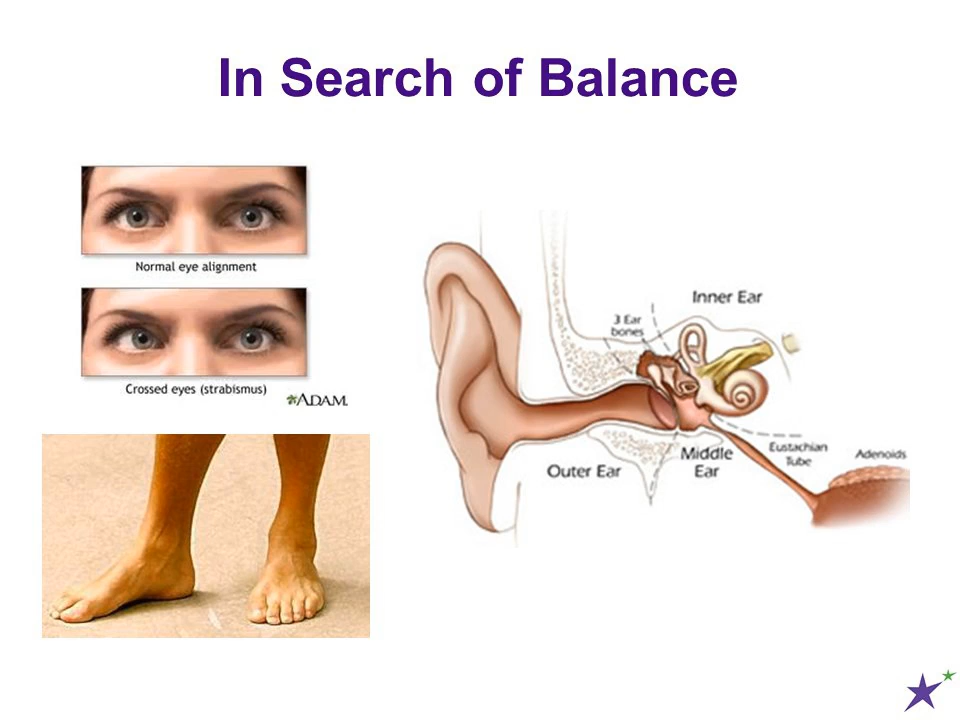 In Search of Balance
Normal eye alignment
Crossed eyes (strabismus)
ADAM.
Inner Ear
3 Ear
bones
Outer Ear
Middle
Ear
Eustachian
Tube
Adenoids